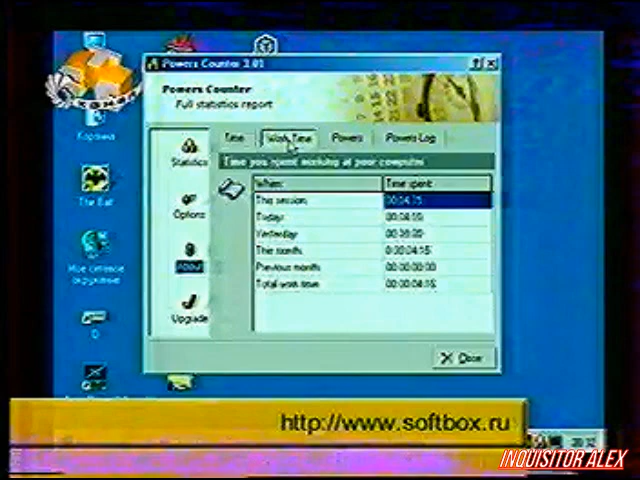 Powers Counter 3.01
Powers Counter
Full statistics report
Time
Work Time
Powers
Powers Log
Statistics
Time you spent working at your computer
When:
Time spent:
This session:
00:04:15
Today:
00:04:15
Yesterday:
00:00:00
This month:
0:00:04:15
Previous month:
00:00:00:00
Total work time:
00:00:04:15
Options
About
Upgrade
Close
Корзина
The Bat
Мое сетевое
окружение
http://www.softbox.ru
INQUISITOR ALEX